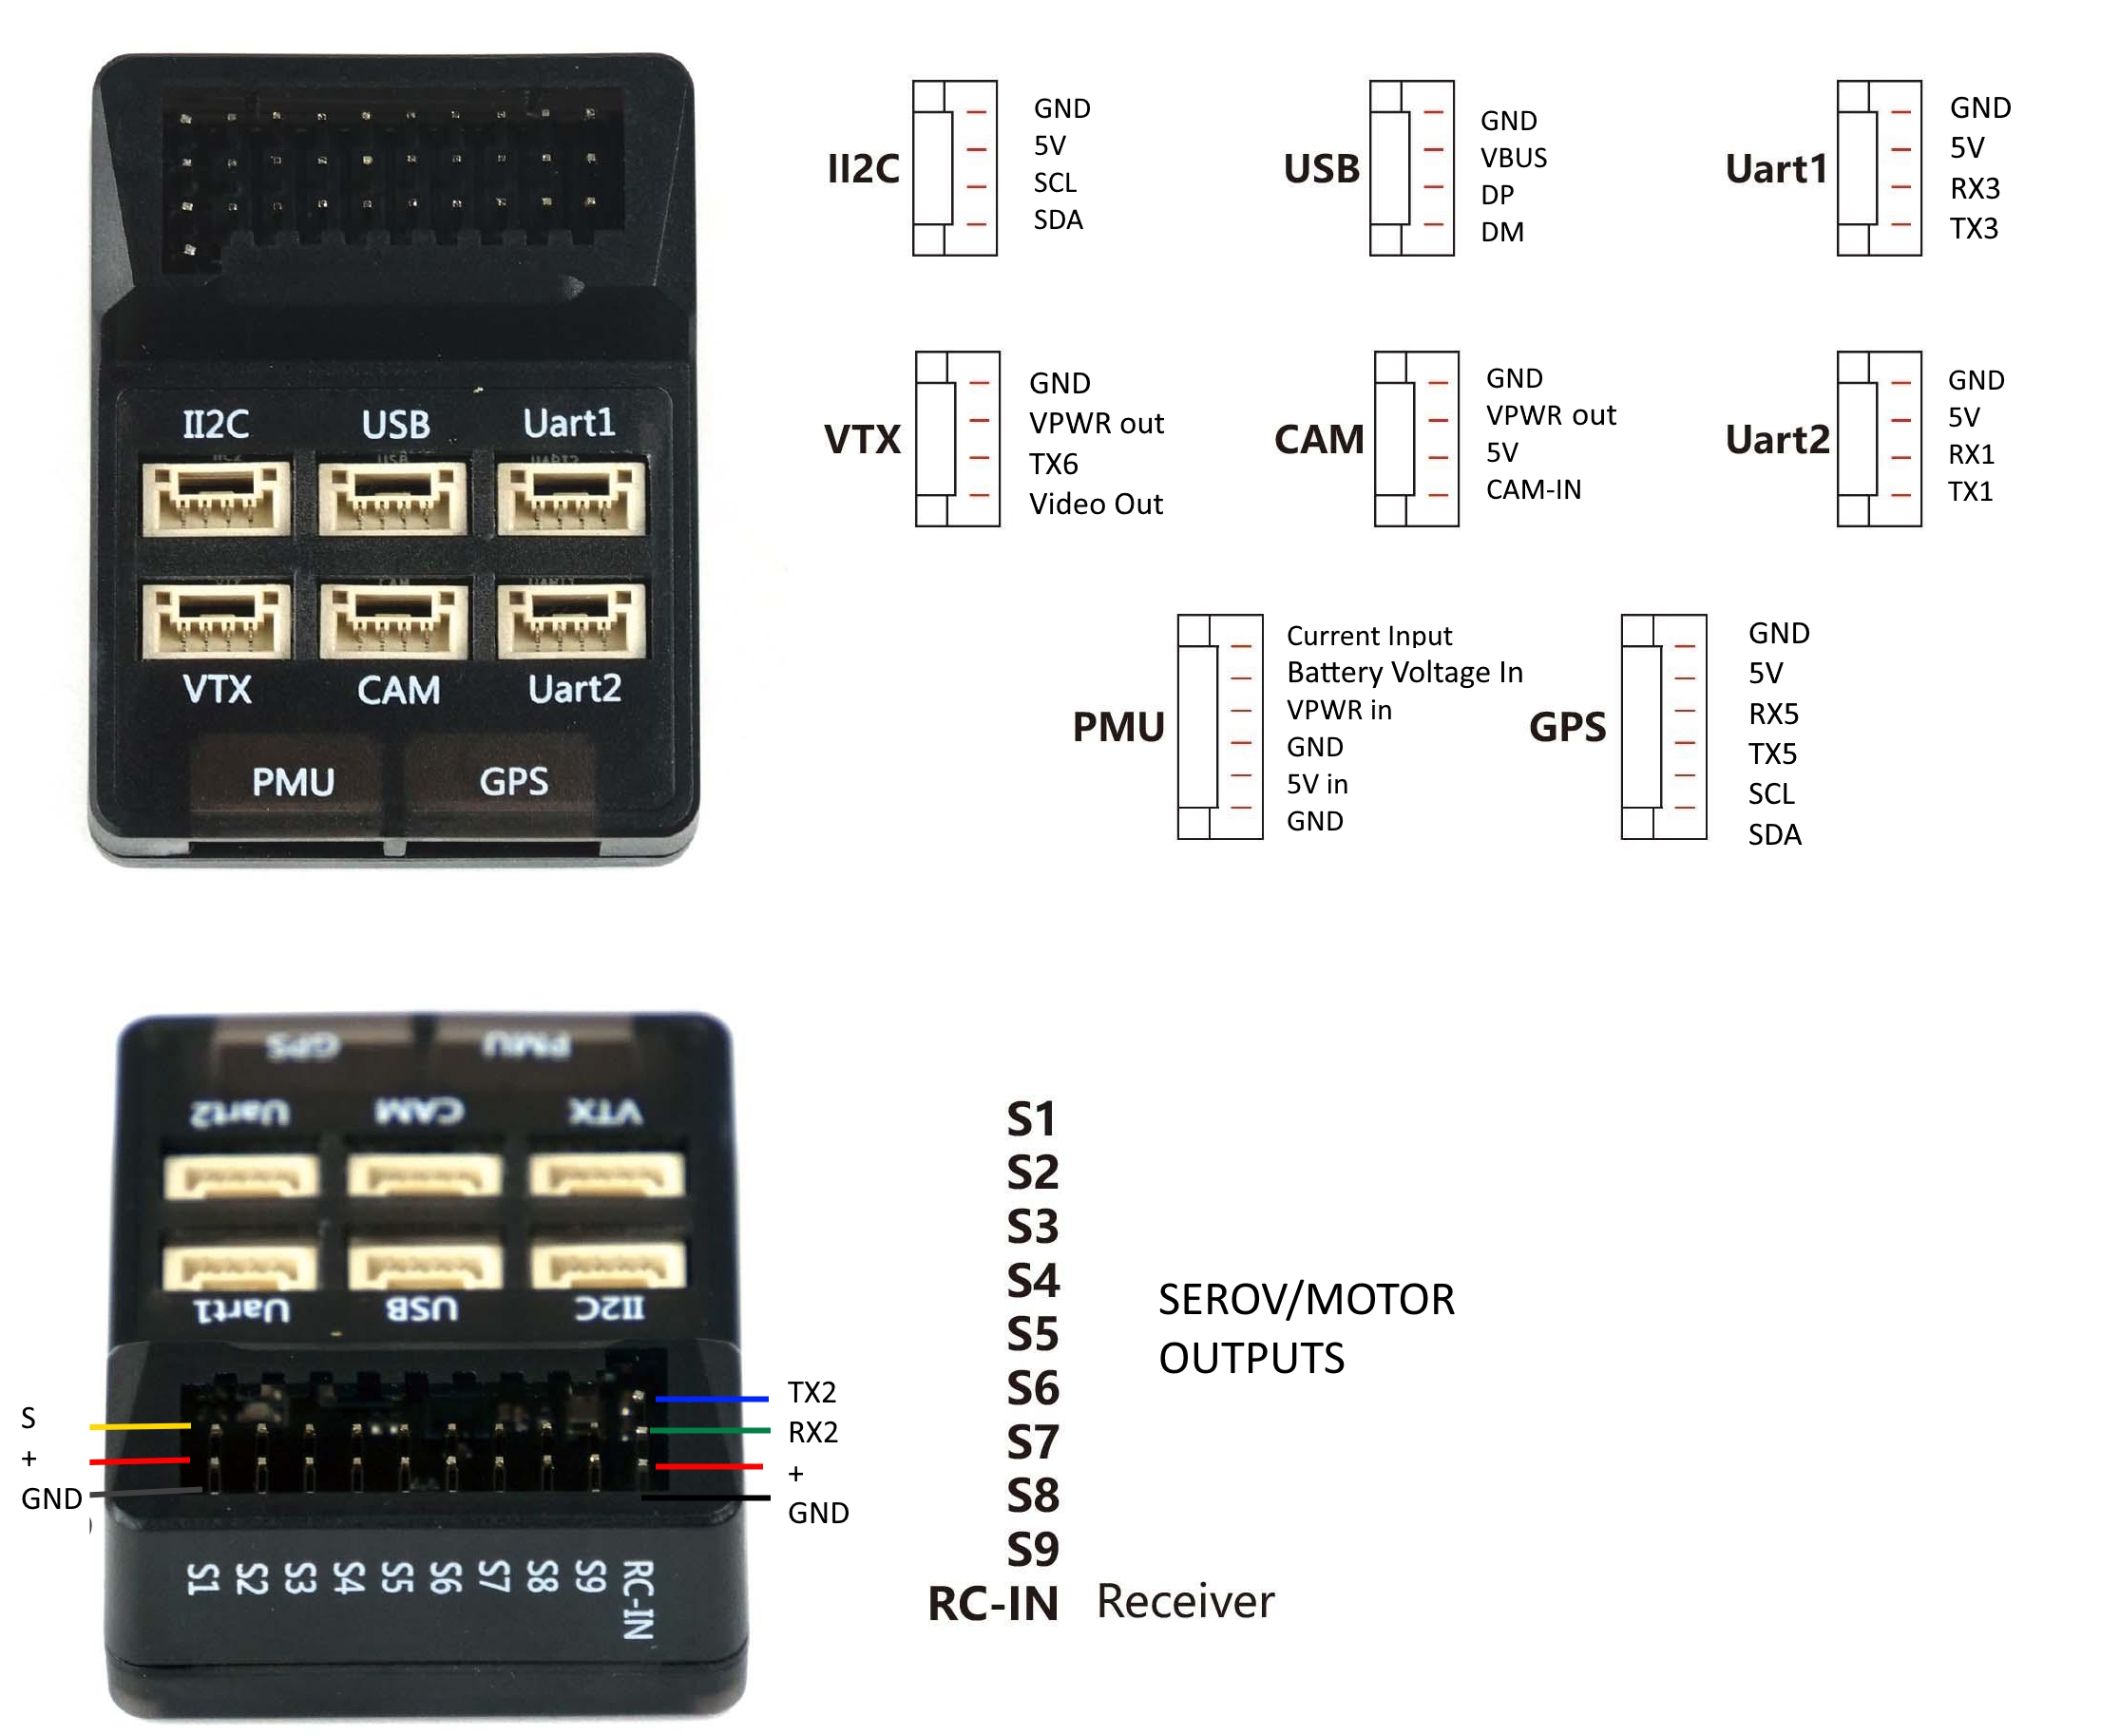 II2C
GND
5V
SCL
SDA
USB
GND
VBUS
DP
DM
Uart1
GND
5V
RX3
TX3
VTX
GND
VPWR out
TX6
Video Out
CAM
GND
VPWR out
5V
CAM-IN
Uart2
GND
5V
RX1
TX1
PMU
Current Input
Battery Voltage In
VPWR in
GND
5V in
GND
GPS
GND
5V
RX5
TX5
SCL
SDA
II2C USB Uart1
VTX CAM Uart2
PMU GPS
GPS PMU
Uart2 CAM VTX
Uart1 USB II2C
S
+
GND
TX2
RX2
+
GND
S1 S2 S3 S4 S5 S6 S7 S8 S9 RC-IN
S1
S2
S3
S4
S5
S6
S7
S8
S9
RC-IN Receiver
SEROV/MOTOR
OUTPUTS